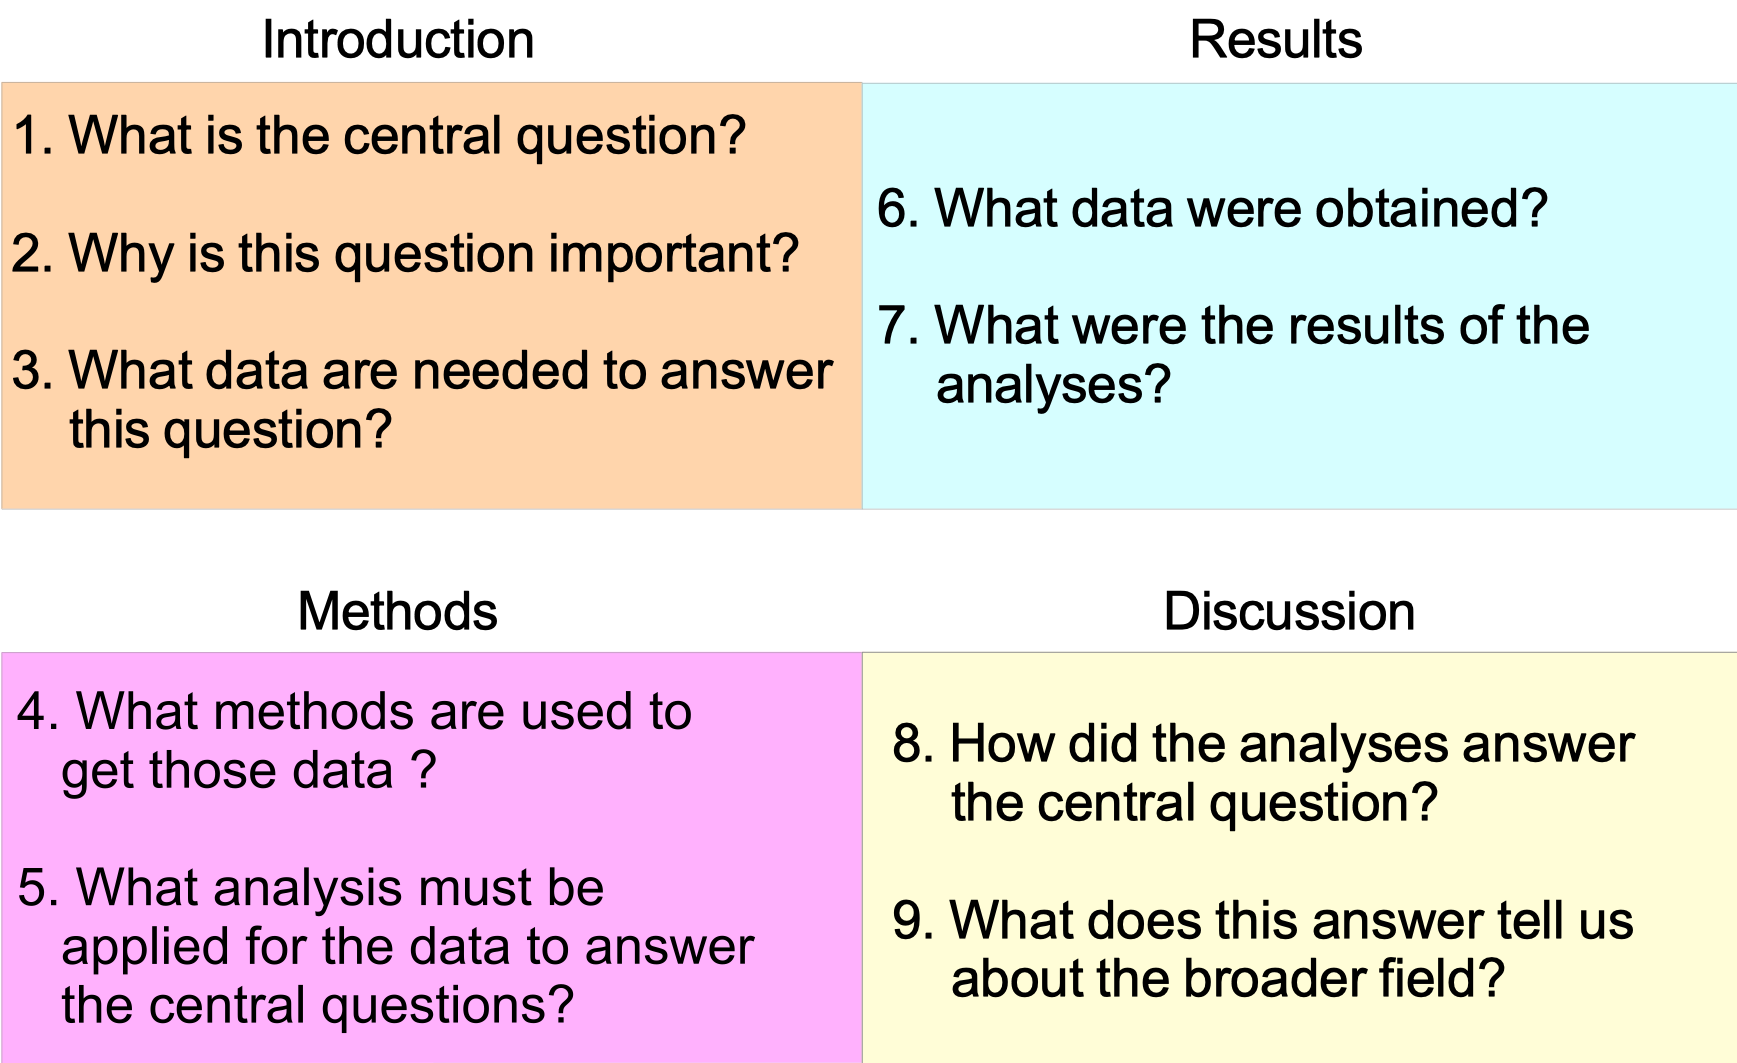 Introduction
1. What is the central question?
2. Why is this question important?
3. What data are needed to answer
this question?
Results
6. What data were obtained?
7. What were the results of the
analyses?
Methods
4. What methods are used to
get those data ?
5. What analysis must be
applied for the data to answer
the central questions?
Discussion
8. How did the analyses answer
the central question?
9. What does this answer tell us
about the broader field?